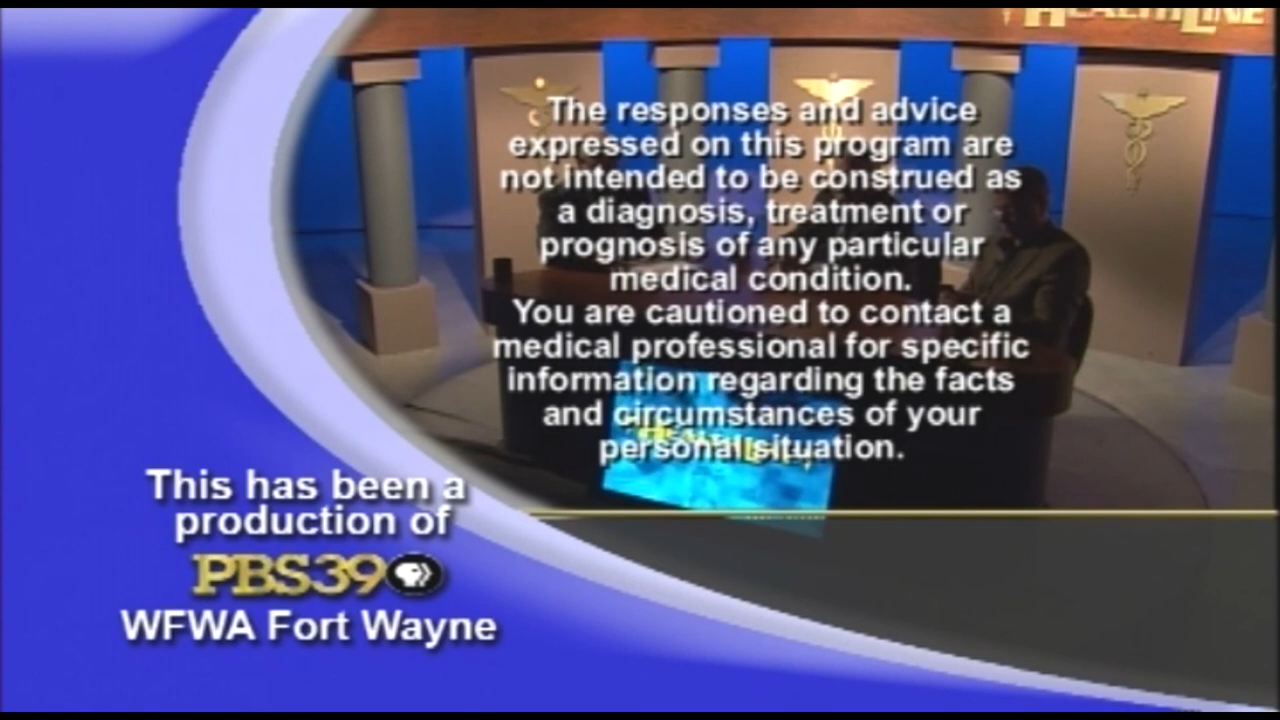 HEALTHLINE
The responses and advice
expressed on this program are
not intended to be construed as
a diagnosis, treatment or
prognosis of any particular
medical condition.
You are cautioned to contact a
medical professional for specific
information regarding the facts
and circumstances of your
personal situation.
This has been a
production of
PBS39
WFWA Fort Wayne